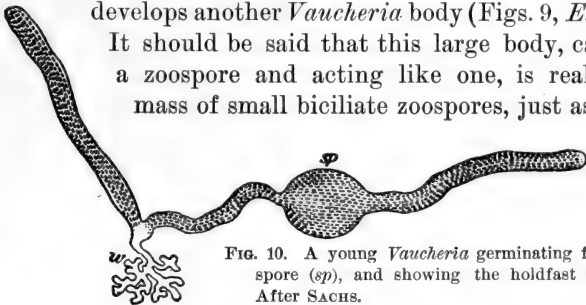 develops another Vaucheria body (Figs. 9, E
It should be said that this large body, ca
a zoospore and acting like one, is real
mass of small biciliate zoospores, just as
sp
w
FIG. 10. A young Vaucheria germinating f
spore (sp), and showing the holdfast
After SACHS.